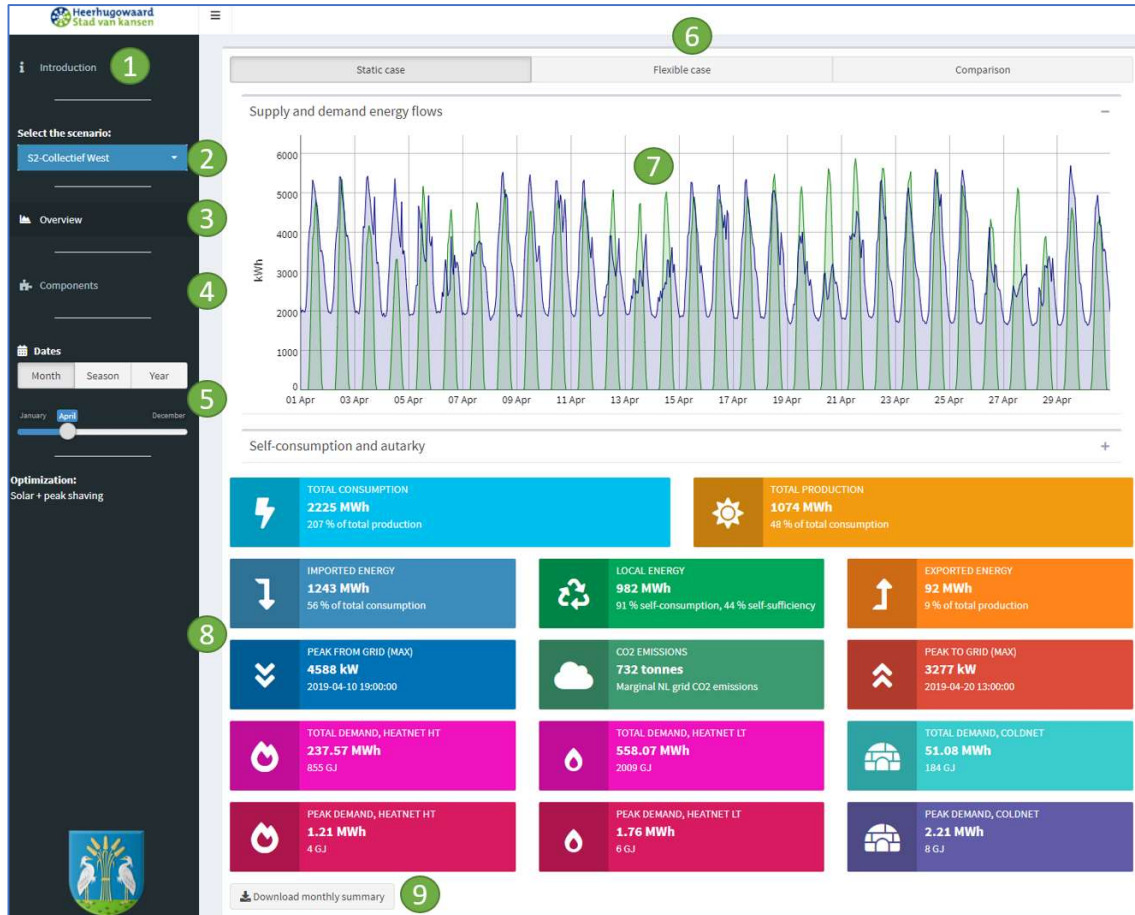 Heerhugowaard
Stad van kansen
Introduction
1
Select the scenario:
S2-Collectief West
2
Overview
3
Components
4
Dates
Month Season Year
5
January April December
Optimization:
Solar + peak shaving
6
Static case Flexible case Comparison
Supply and demand energy flows
7
kWh
6000
5000
4000
3000
2000
1000
0
01 Apr 03 Apr 05 Apr 07 Apr 09 Apr 11 Apr 13 Apr 15 Apr 17 Apr 19 Apr 21 Apr 23 Apr 25 Apr 27 Apr 29 Apr
Self-consumption and autarky
TOTAL CONSUMPTION
2225 MWh
207 % of total production
TOTAL PRODUCTION
1074 MWh
48 % of total consumption
IMPORTED ENERGY
1243 MWh
56 % of total consumption
LOCAL ENERGY
982 MWh
91 % self-consumption, 44 % self-sufficiency
EXPORTED ENERGY
92 MWh
9 % of total production
8
PEAK FROM GRID (MAX)
4588 kW
2019-04-10 19:00:00
CO2 EMISSIONS
732 tonnes
Marginal NL grid CO2 emissions
PEAK TO GRID (MAX)
3277 kW
2019-04-20 13:00:00
TOTAL DEMAND, HEATNET HT
237.57 MWh
855 GJ
TOTAL DEMAND, HEATNET LT
558.07 MWh
2009 GJ
TOTAL DEMAND, COLDNET
51.08 MWh
184 GJ
PEAK DEMAND, HEATNET HT
1.21 MWh
4 GJ
PEAK DEMAND, HEATNET LT
1.76 MWh
6 GJ
PEAK DEMAND, COLDNET
2.21 MWh
8 GJ
Download monthly summary
9